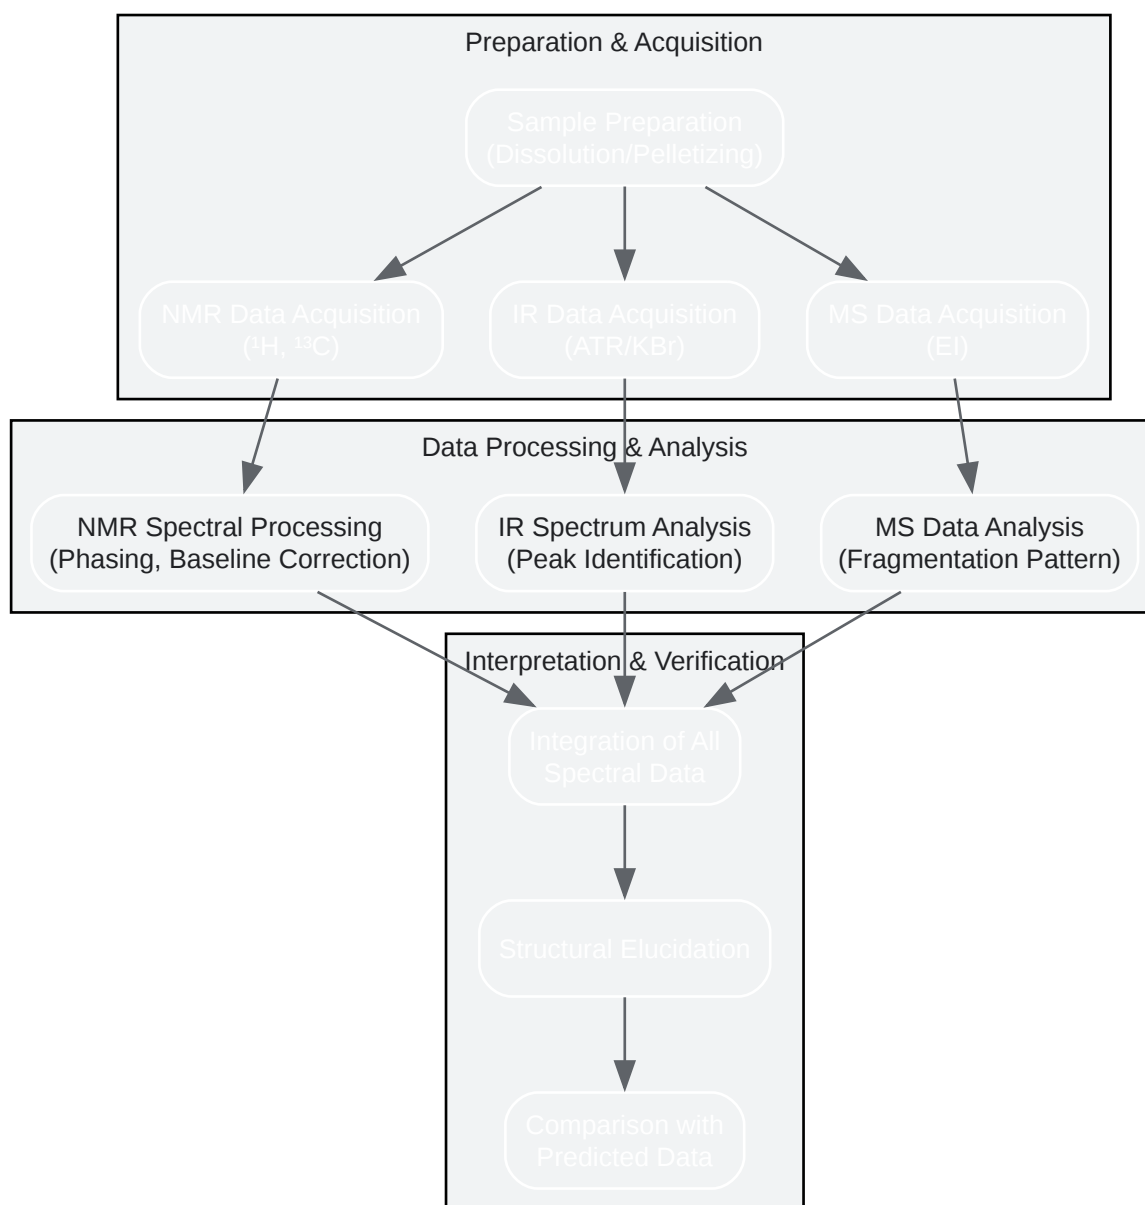 Preparation & Acquisition
Sample Preparation
(Dissolution/Pelletizing)
NMR Data Acquisition
(¹H, ¹³C)
IR Data Acquisition
(ATR/KBr)
MS Data Acquisition
(EI)
Data Processing & Analysis
NMR Spectral Processing
(Phasing, Baseline Correction)
IR Spectrum Analysis
(Peak Identification)
MS Data Analysis
(Fragmentation Pattern)
Interpretation & Verification
Integration of All
Spectral Data
Structural Elucidation
Comparison with
Predicted Data